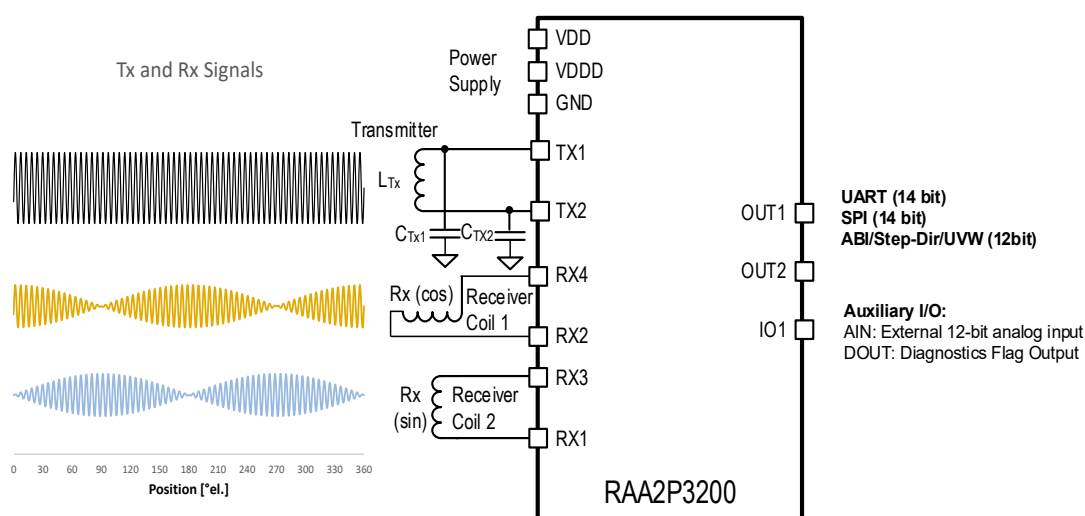 Tx and Rx Signals
0 30 60 90 120 150 180 210 240 270 300 330 360
Position [°el.]
Power
Supply
VDD
VDDD
GND
Transmitter
LTx
CTx1
CTX2
TX1
TX2
Rx (cos)
Receiver
Coil 1
RX4
RX2
Rx
(sin)
Receiver
Coil 2
RX3
RX1
RAA2P3200
OUT1
OUT2
IO1
UART (14 bit)
SPI (14 bit)
ABI/Step-Dir/UVW (12bit)
Auxiliary I/O:
AIN: External 12-bit analog input
DOUT: Diagnostics Flag Output